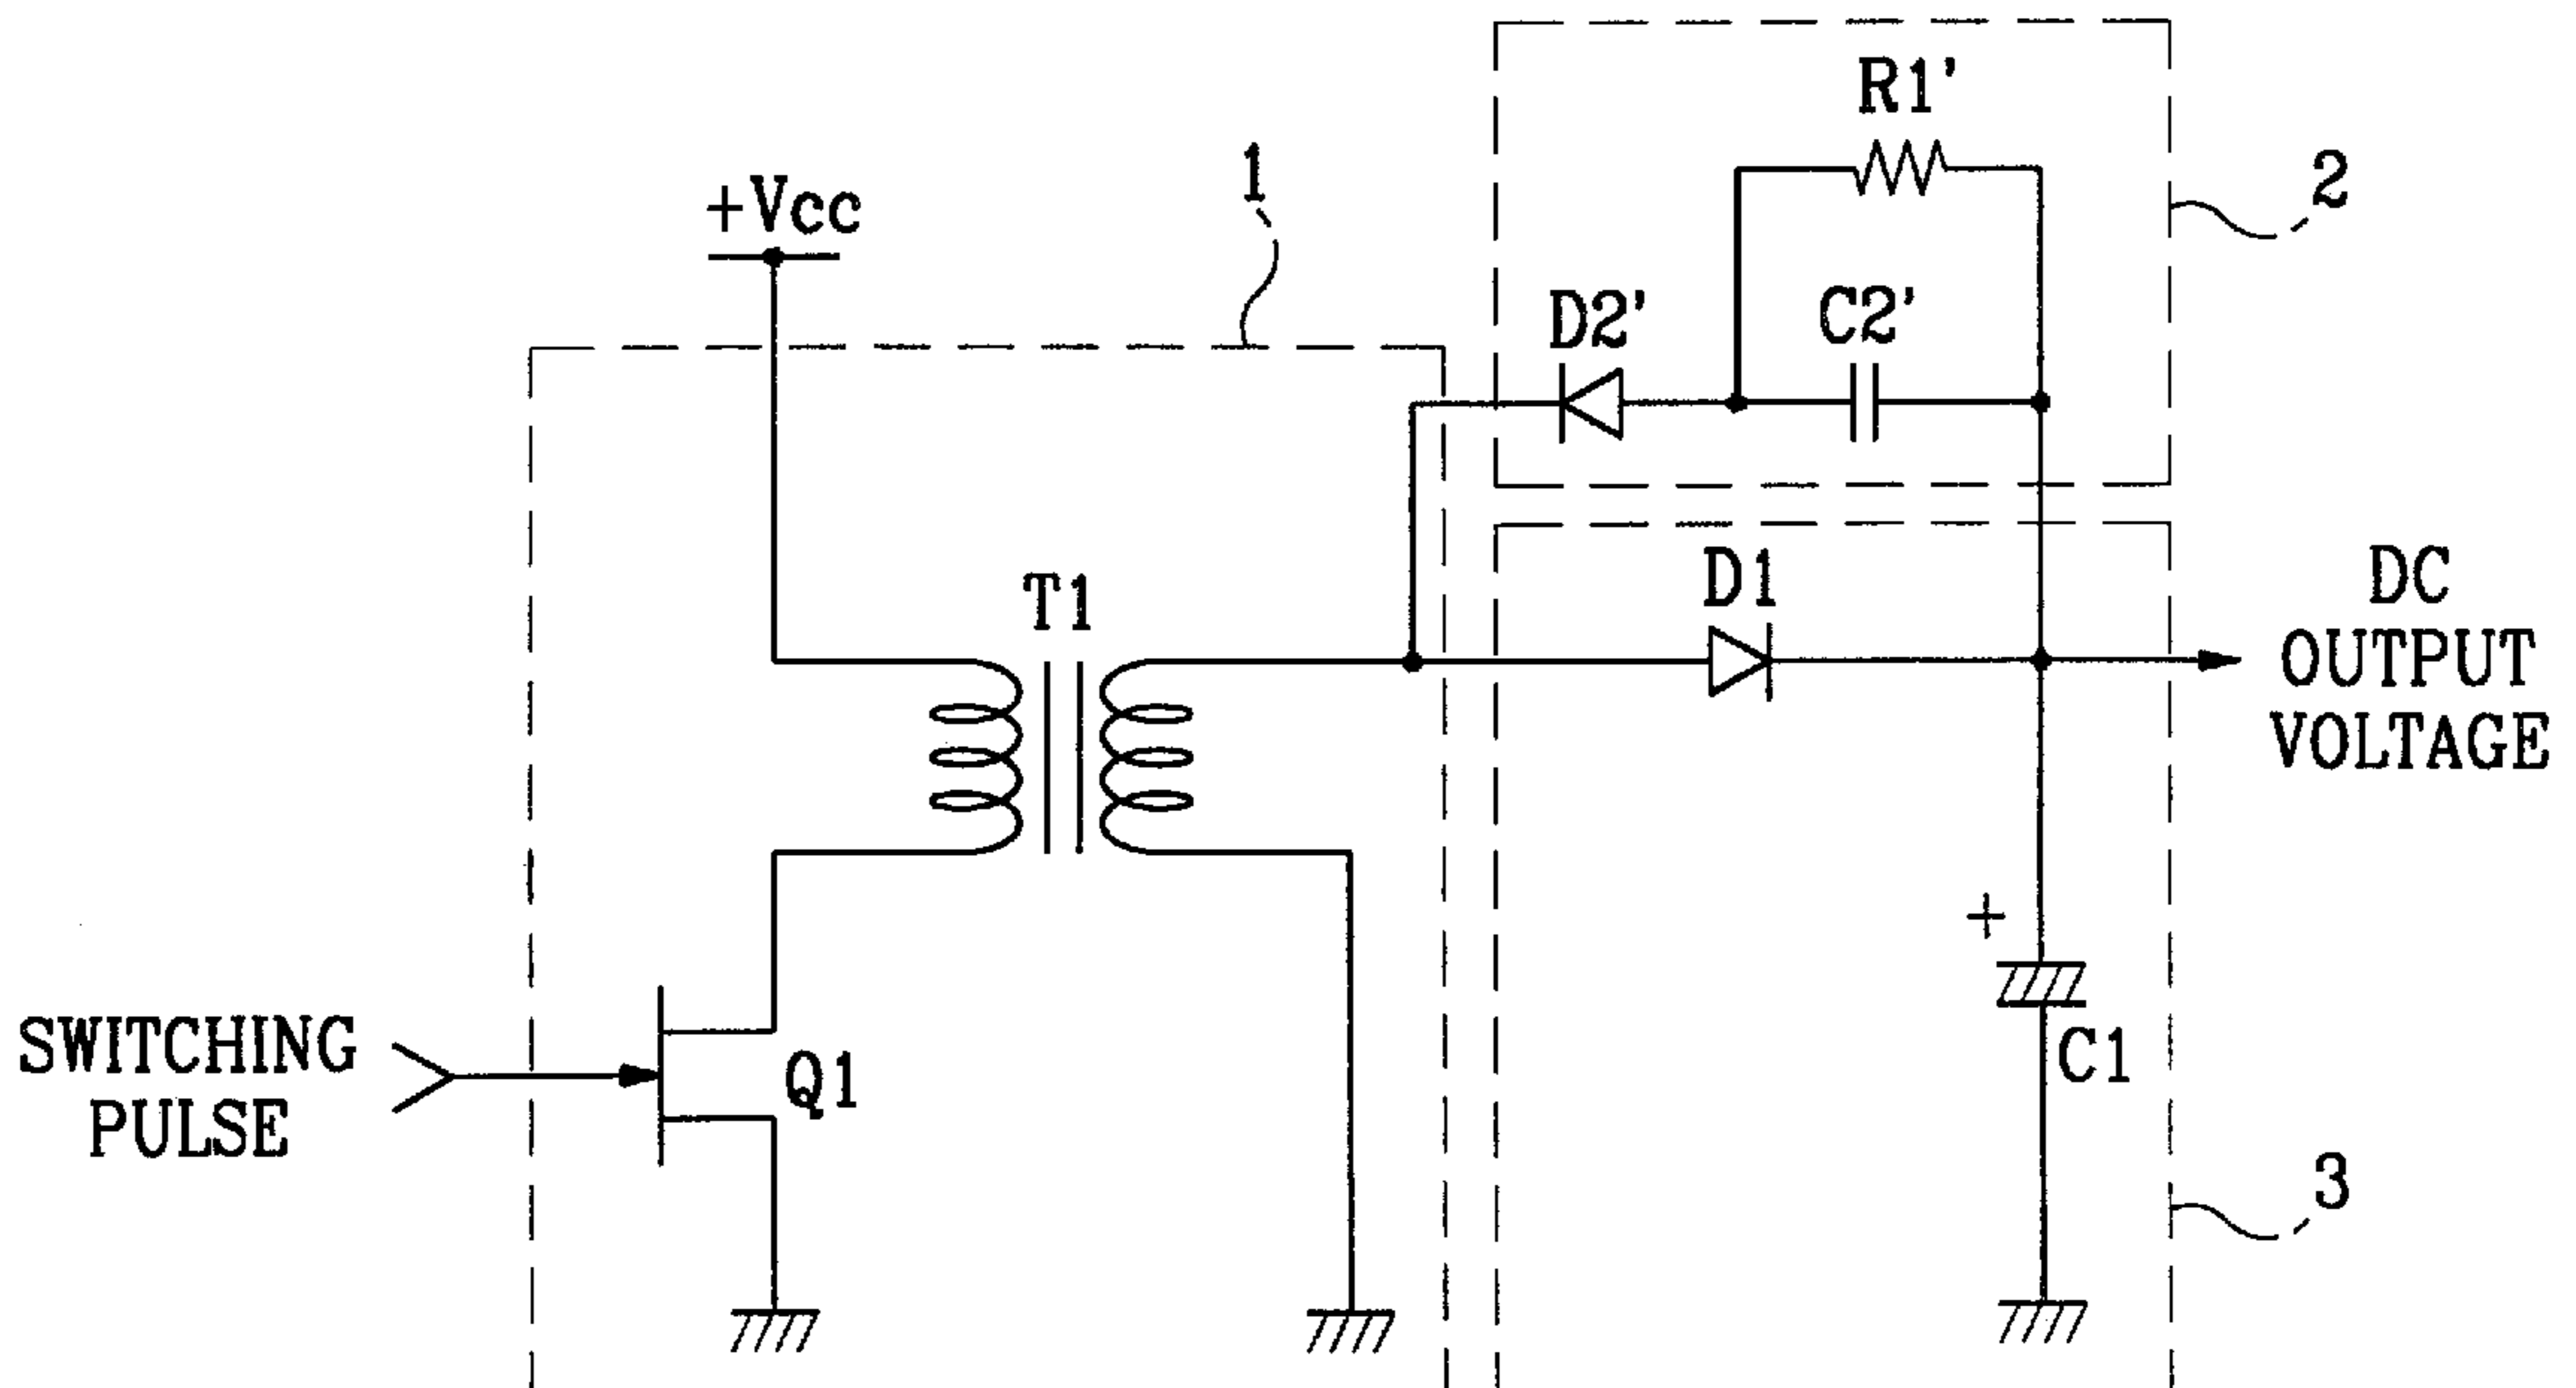 R1'
1
2
+Vcc
D2'
C2'
T1
D1
DC
OUTPUT
VOLTAGE
+
SWITCHING
PULSE
Q1
C1
3